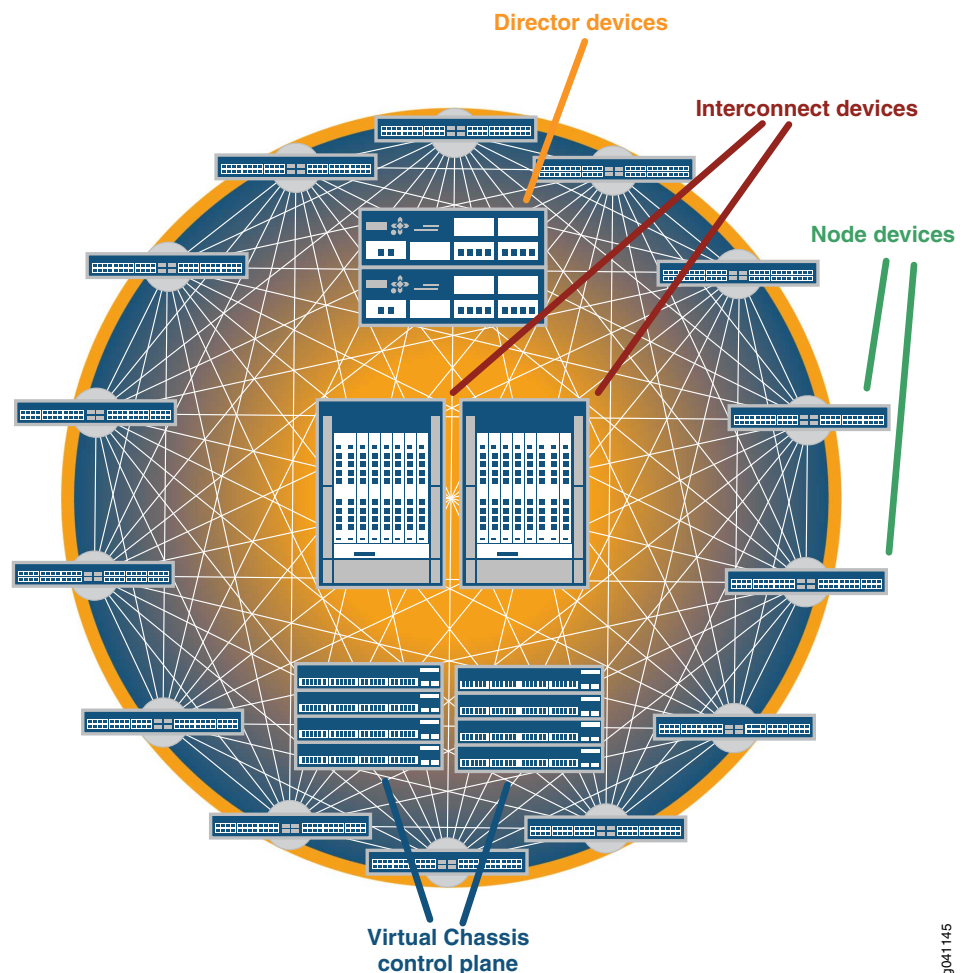 Director devices
Interconnect devices
Node devices
Virtual Chassis
control plane
g041145